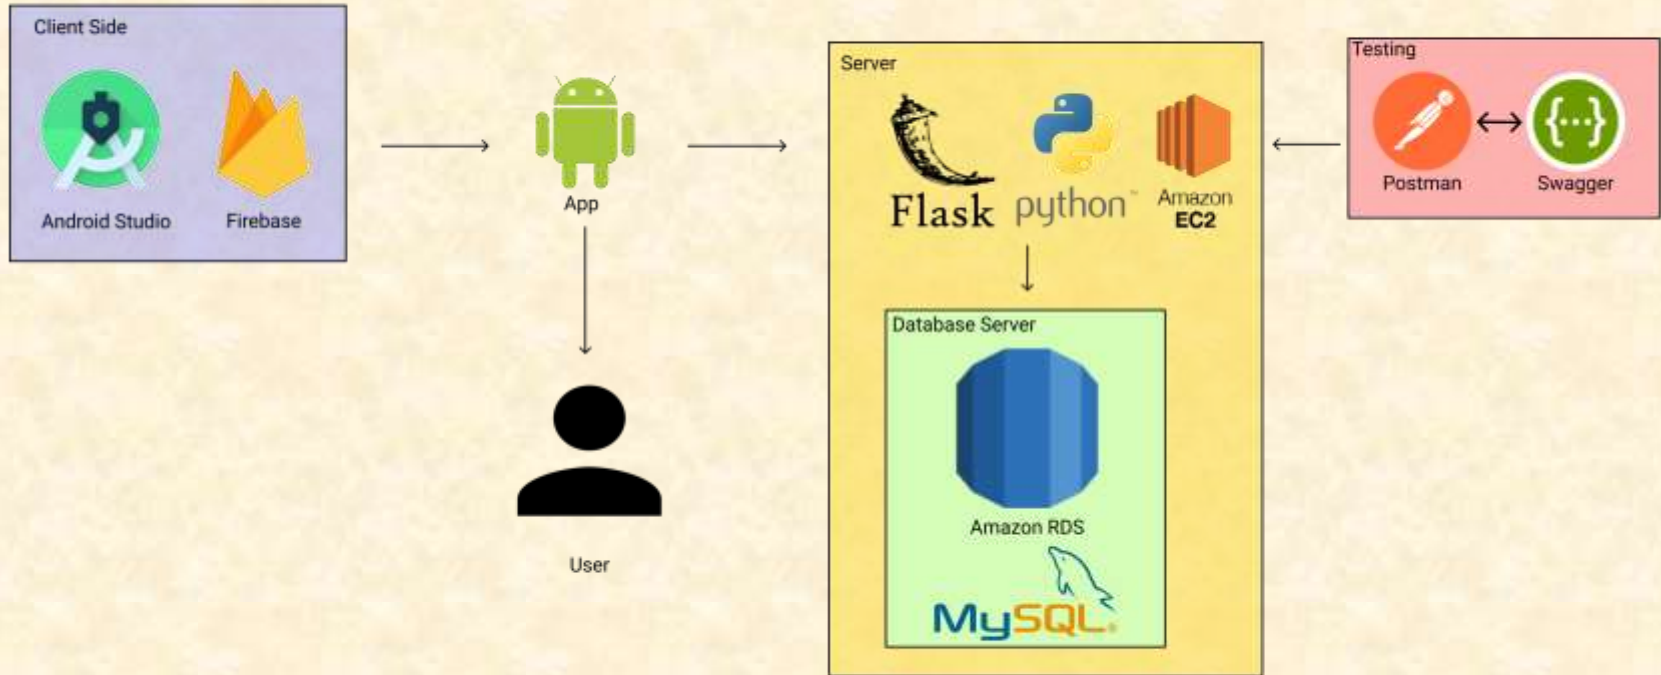 Client Side
Android Studio
Firebase
App
User
Server
Flask
python™
Amazon
EC2
Database Server
Amazon RDS
MySQL®
Testing
Postman
Swagger